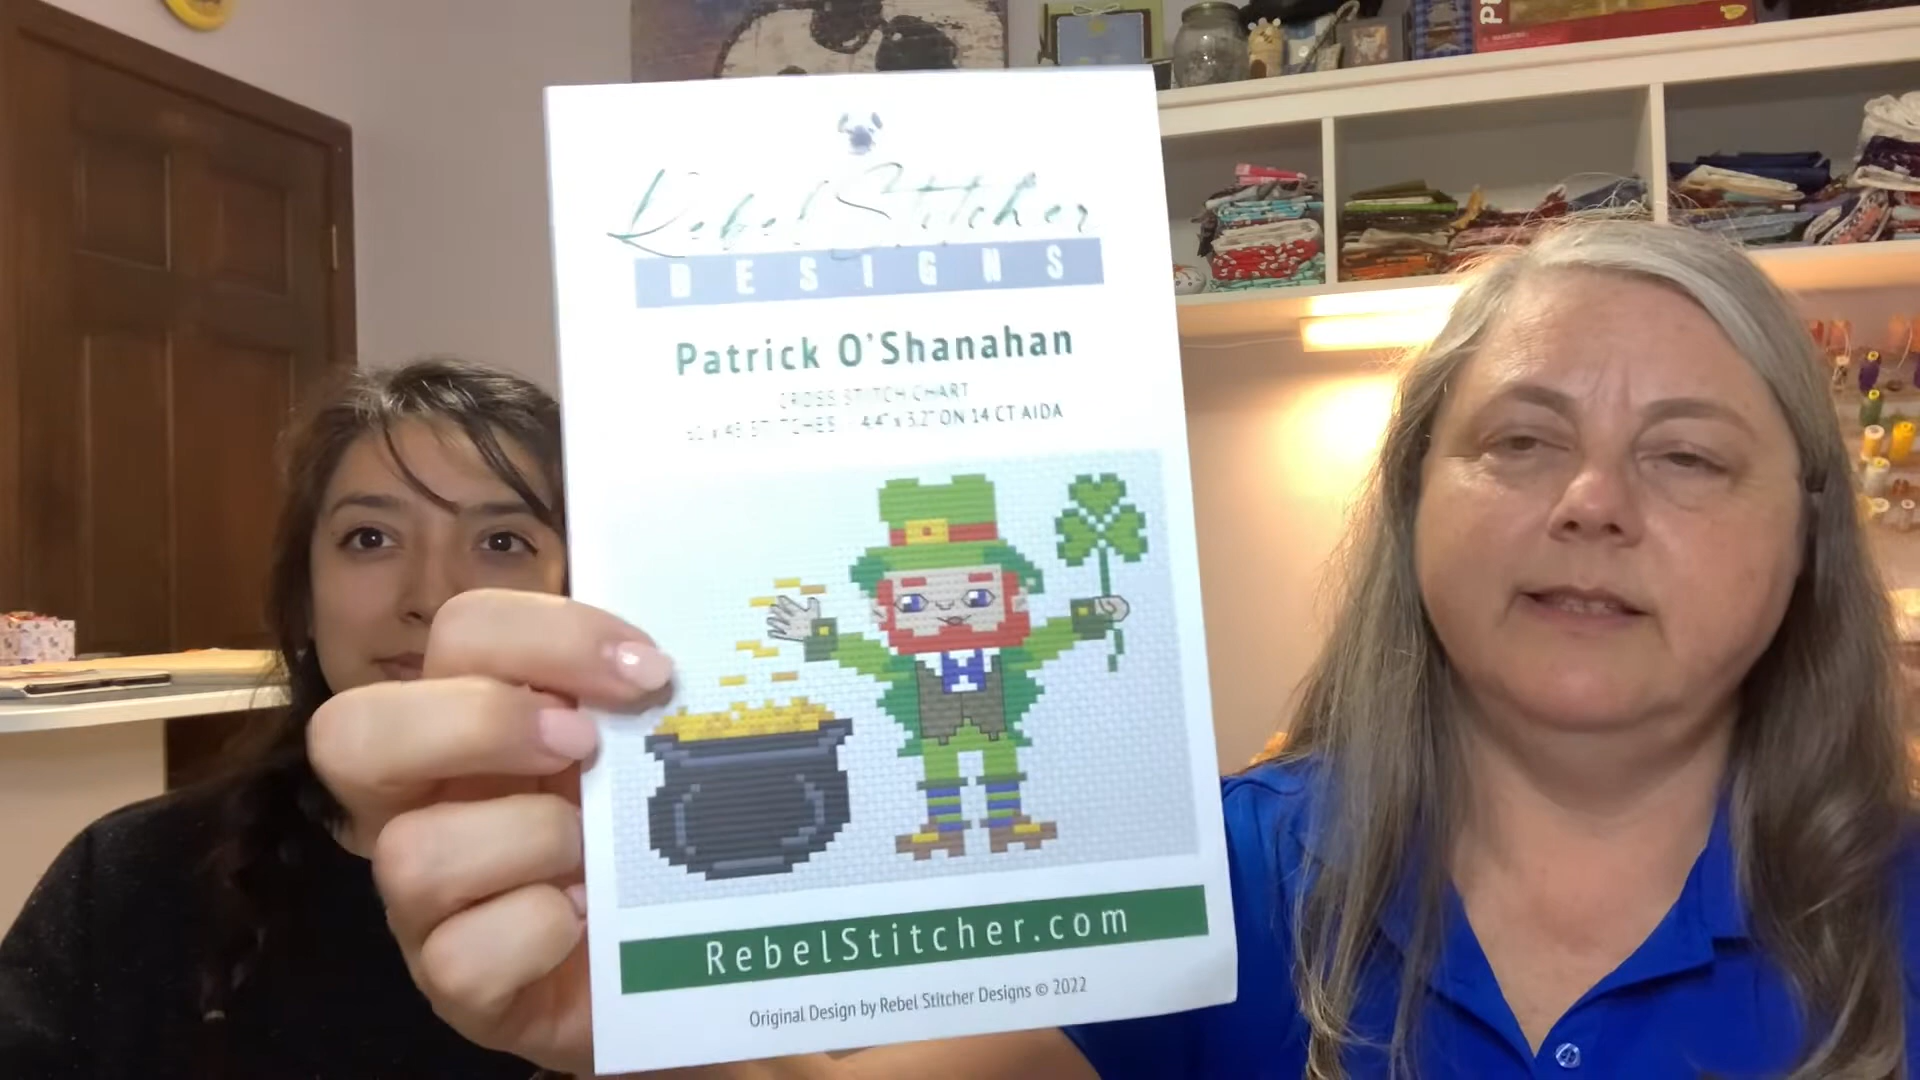 Rebel Stitcher
DESIGNS
Patrick O'Shanahan
CROSS STITCH CHART
STITCHES 4.4" x 3.2" ON 14 CT AIDA
RebelStitcher.com
Original Design by Rebel Stitcher Designs © 2022